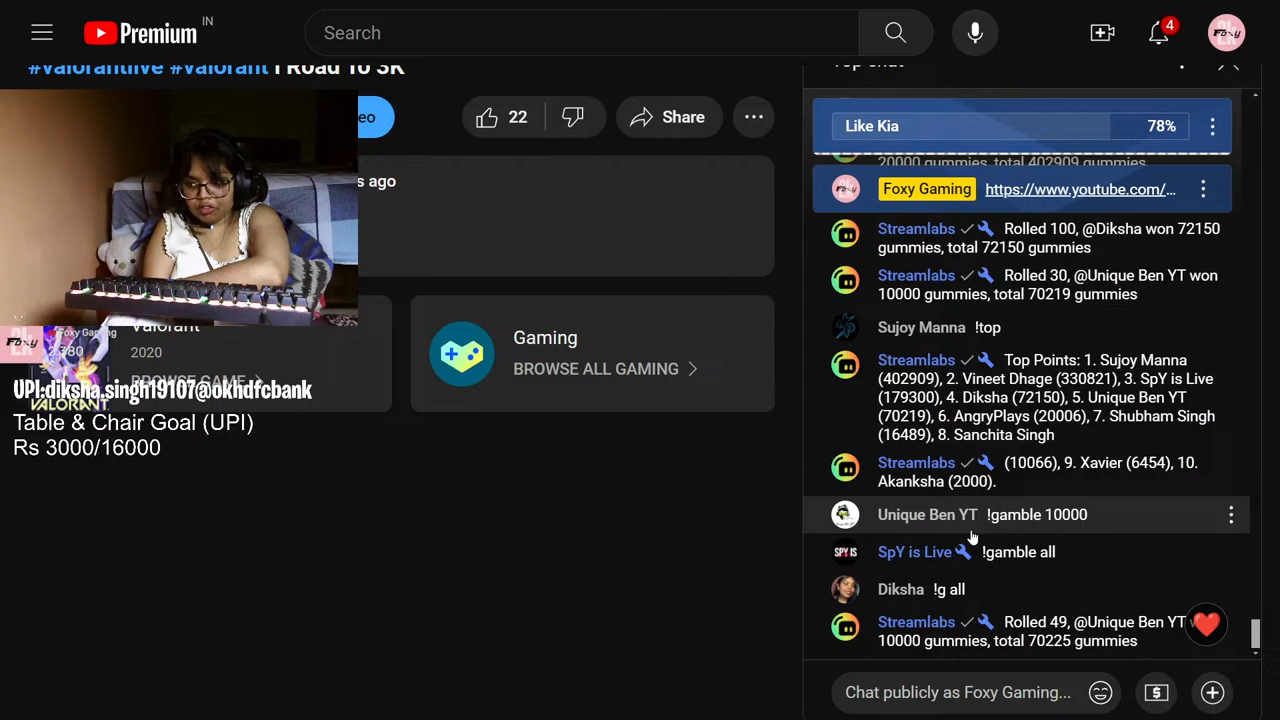 Premium
IN
Search
4
Foxy
#Valorantlive #Valorant I Road To 3K
22
Share
Like Kia
78%
20000 gummies, total 402909 gummies
s ago
Foxy Gaming https://www.youtube.com/...
Streamlabs Rolled 100, @Diksha won 72150
gummies, total 72150 gummies
Streamlabs Rolled 30, @Unique Ben YT won
10000 gummies, total 70219 gummies
Sujoy Manna !top
Streamlabs Top Points: 1. Sujoy Manna
(402909), 2. Vineet Dhage (330821), 3. SpY is Live
(179300), 4. Diksha (72150), 5. Unique Ben YT
(70219), 6. AngryPlays (20006), 7. Shubham Singh
(16489), 8. Sanchita Singh
Streamlabs (10066), 9. Xavier (6454), 10.
Akanksha (2000).
Unique Ben YT !gamble 10000
SPY IS SpY is Live !gamble all
Diksha !g all
Streamlabs Rolled 49, @Unique Ben YT
10000 gummies, total 70225 gummies
Chat publicly as Foxy Gaming...
Valorant
Foxy Gaming
2,380
Foxy
2020
BROWSE GAME
VALORANT
Gaming
BROWSE ALL GAMING
UPI:diksha.singh19107@okhdfcbank
Table & Chair Goal (UPI)
Rs 3000/16000